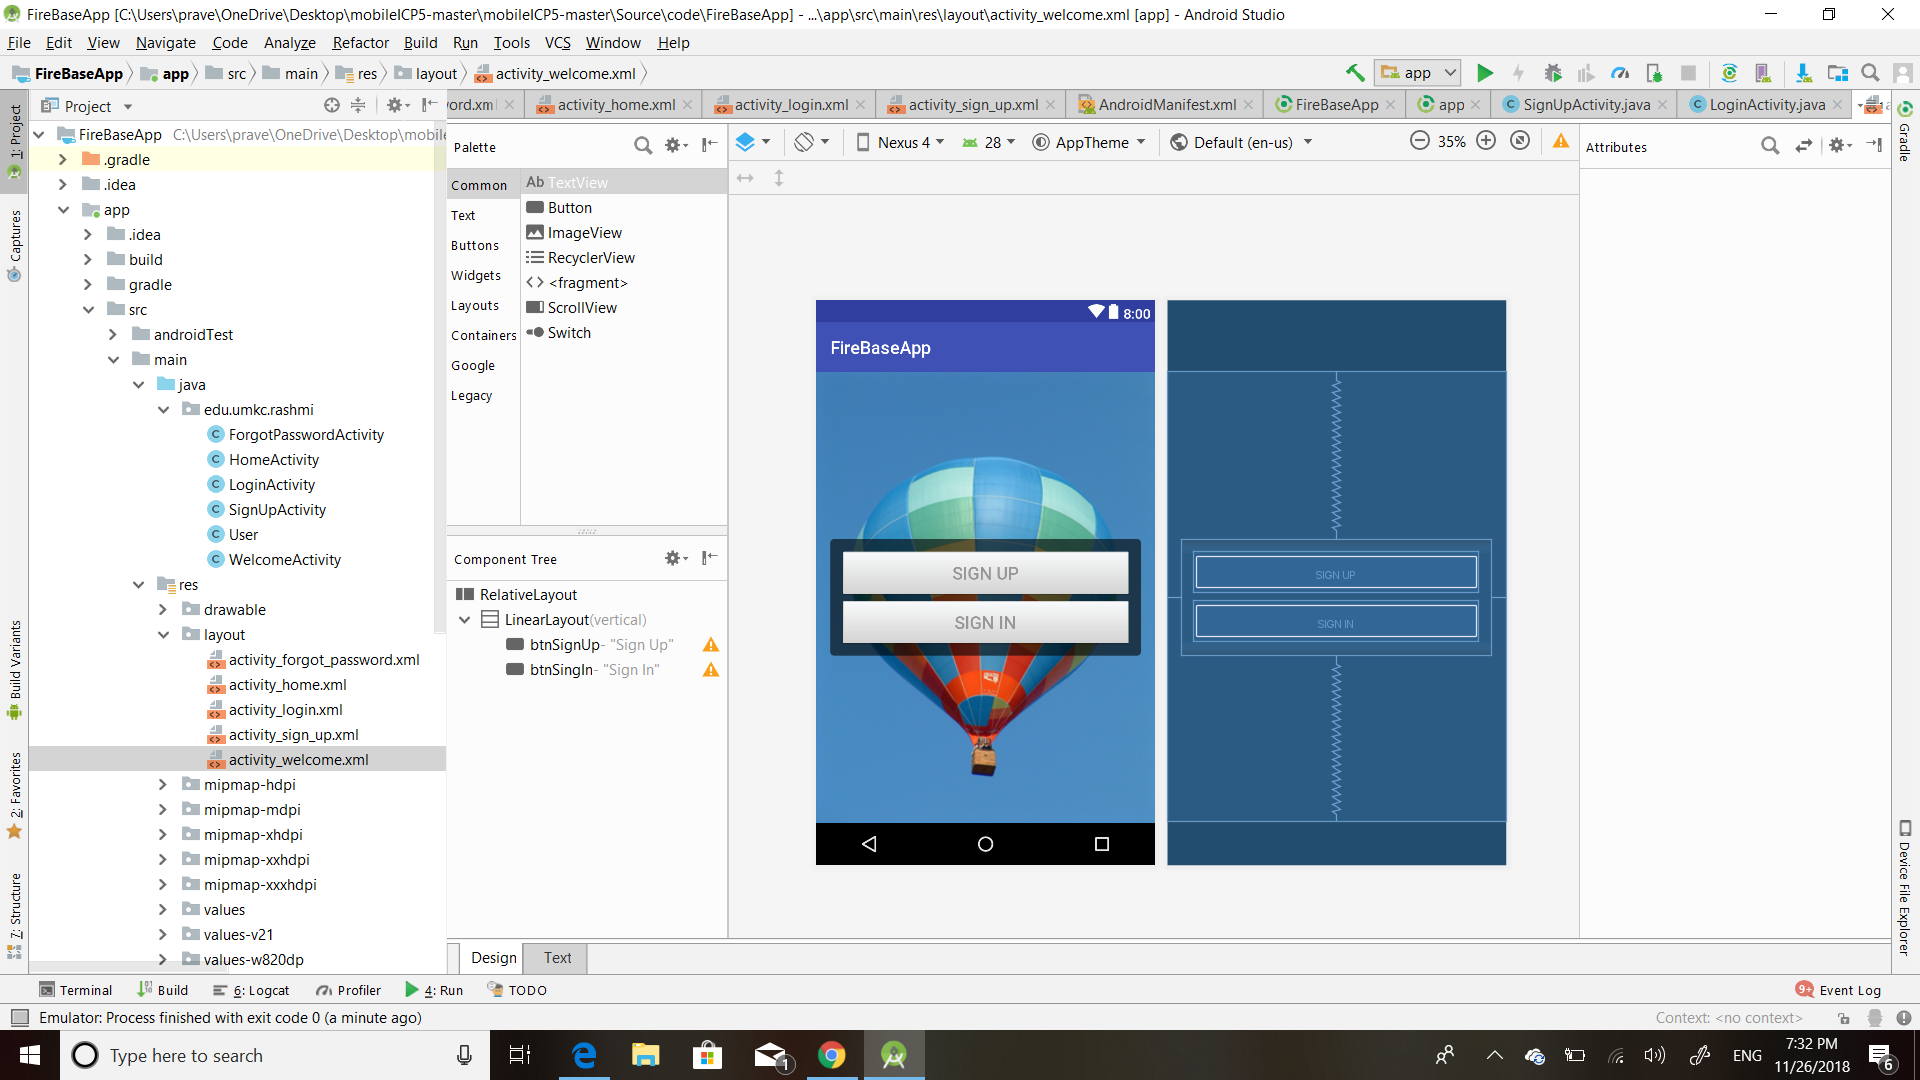 FireBaseApp [C:\Users\prave\OneDrive\Desktop\mobileICP5-master\mobileICP5-master\Source\code\FireBaseApp] - ...\app\src\main\res\layout\activity_welcome.xml [app] - Android Studio
File Edit View Navigate Code Analyze Refactor Build Run Tools VCS Window Help
FireBaseApp app src main res layout activity_welcome.xml app
Project ord.xm activity_home.xml activity_login.xml activity_sign_up.xml AndroidManifest.xml FireBaseApp app SignUpActivity.java LoginActivity.java
1: Project
Captures
Build Variants
2: Favorites
7: Structure
FireBaseApp C:\Users\prave\OneDrive\Desktop\mobile
.gradle
.idea
app
.idea
build
gradle
src
androidTest
main
java
edu.umkc.rashmi
ForgotPasswordActivity
HomeActivity
LoginActivity
SignUpActivity
User
WelcomeActivity
res
drawable
layout
activity_forgot_password.xml
activity_home.xml
activity_login.xml
activity_sign_up.xml
activity_welcome.xml
mipmap-hdpi
mipmap-mdpi
mipmap-xhdpi
mipmap-xxhdpi
mipmap-xxxhdpi
values
values-v21
values-w820dp
Palette
Common
Text
Buttons
Widgets
Layouts
Containers
Google
Legacy
Ab TextView
Button
ImageView
RecyclerView
<fragment>
ScrollView
Switch
Component Tree
RelativeLayout
LinearLayout(vertical)
btnSignUp- "Sign Up"
btnSingIn- "Sign In"
Nexus 4 28 AppTheme Default (en-us) 35%
8:00
FireBaseApp
SIGN UP
SIGN IN
SIGN UP
SIGN IN
Attributes
Gradle
Device File Explorer
Design Text
Terminal Build 6: Logcat Profiler 4: Run TODO 9+ Event Log
Emulator: Process finished with exit code 0 (a minute ago) Context: <no context>
Type here to search 1 ENG 7:32 PM
11/26/2018 6